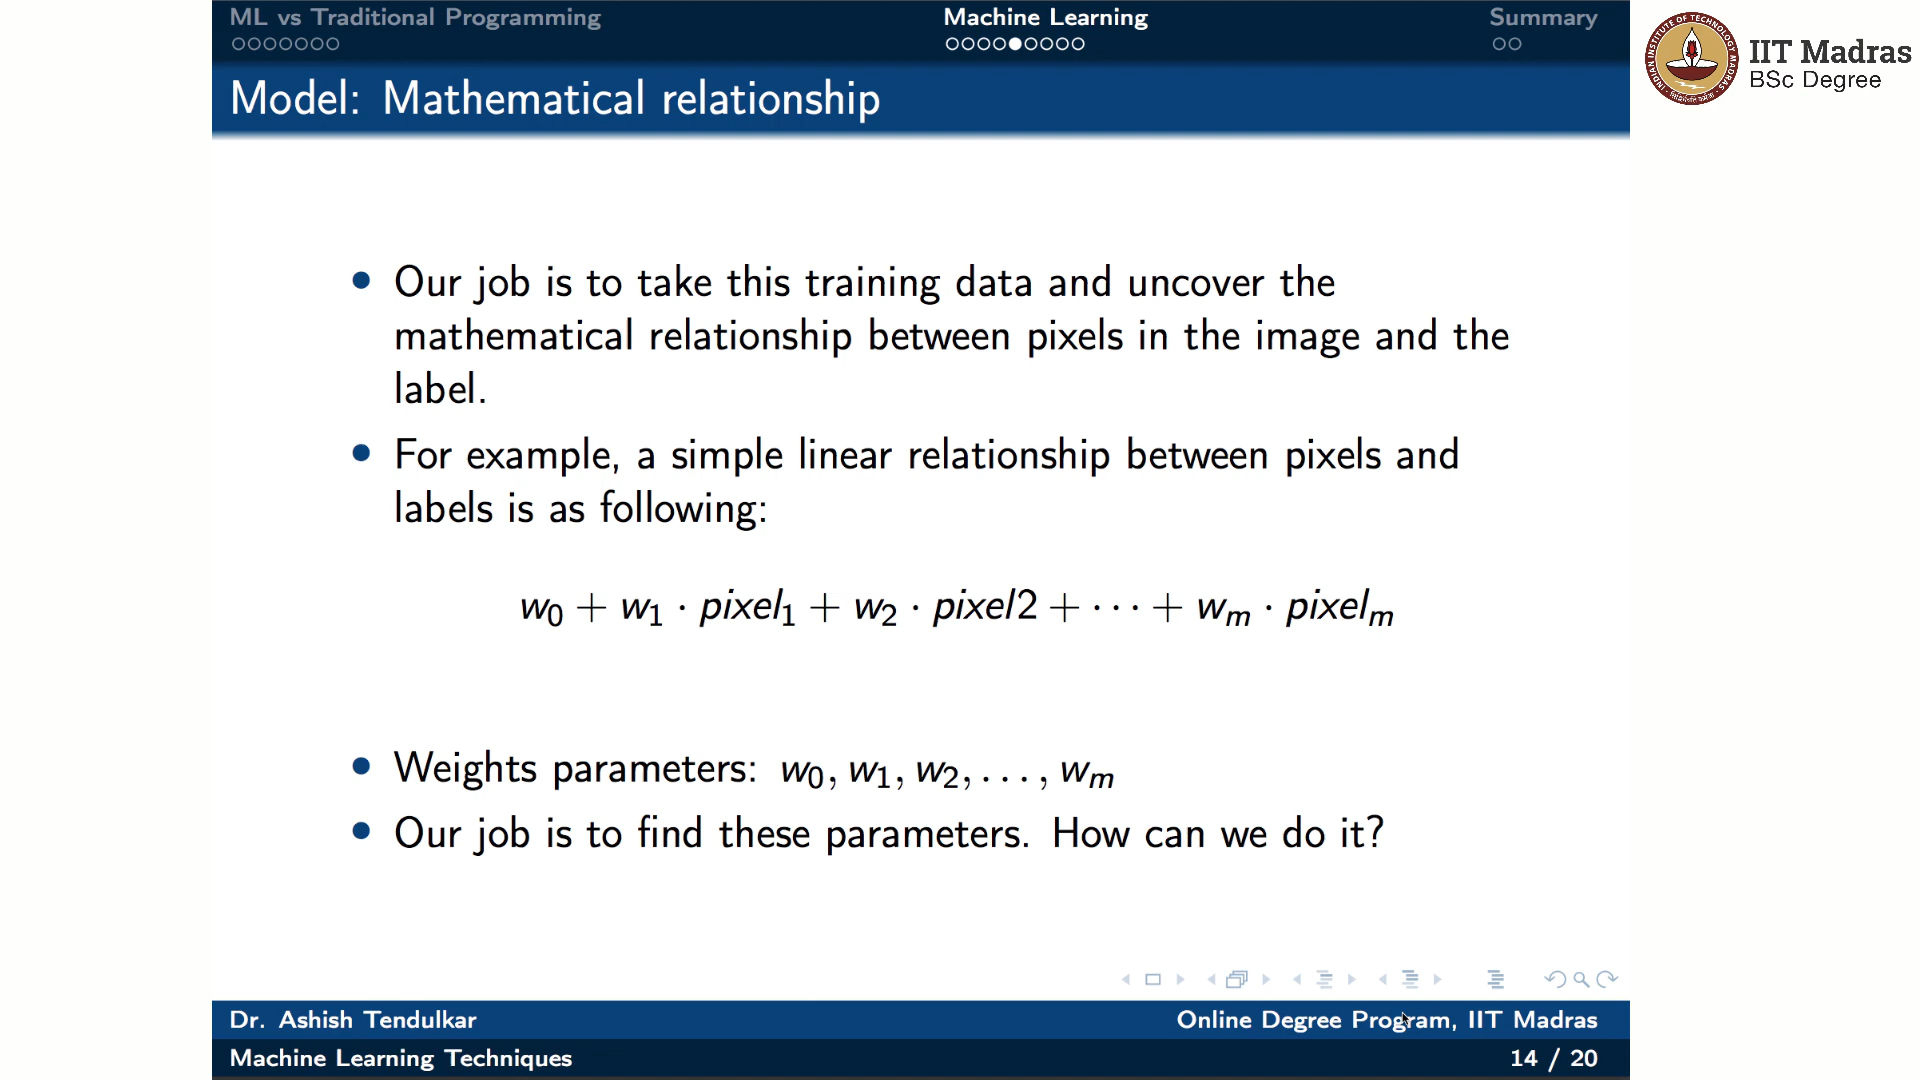 ML vs Traditional Programming
Machine Learning
Summary
IIT Madras
BSc Degree
Model: Mathematical relationship
• Our job is to take this training data and uncover the
mathematical relationship between pixels in the image and the
label.
• For example, a simple linear relationship between pixels and
labels is as following:
w₀ + w₁ · pixel₁ + w₂ · pixel2 + · · · + wₘ · pixelₘ
• Weights parameters: w₀, w₁, w₂, . . . , wₘ
• Our job is to find these parameters. How can we do it?
Dr. Ashish Tendulkar
Online Degree Program, IIT Madras
Machine Learning Techniques
14 / 20